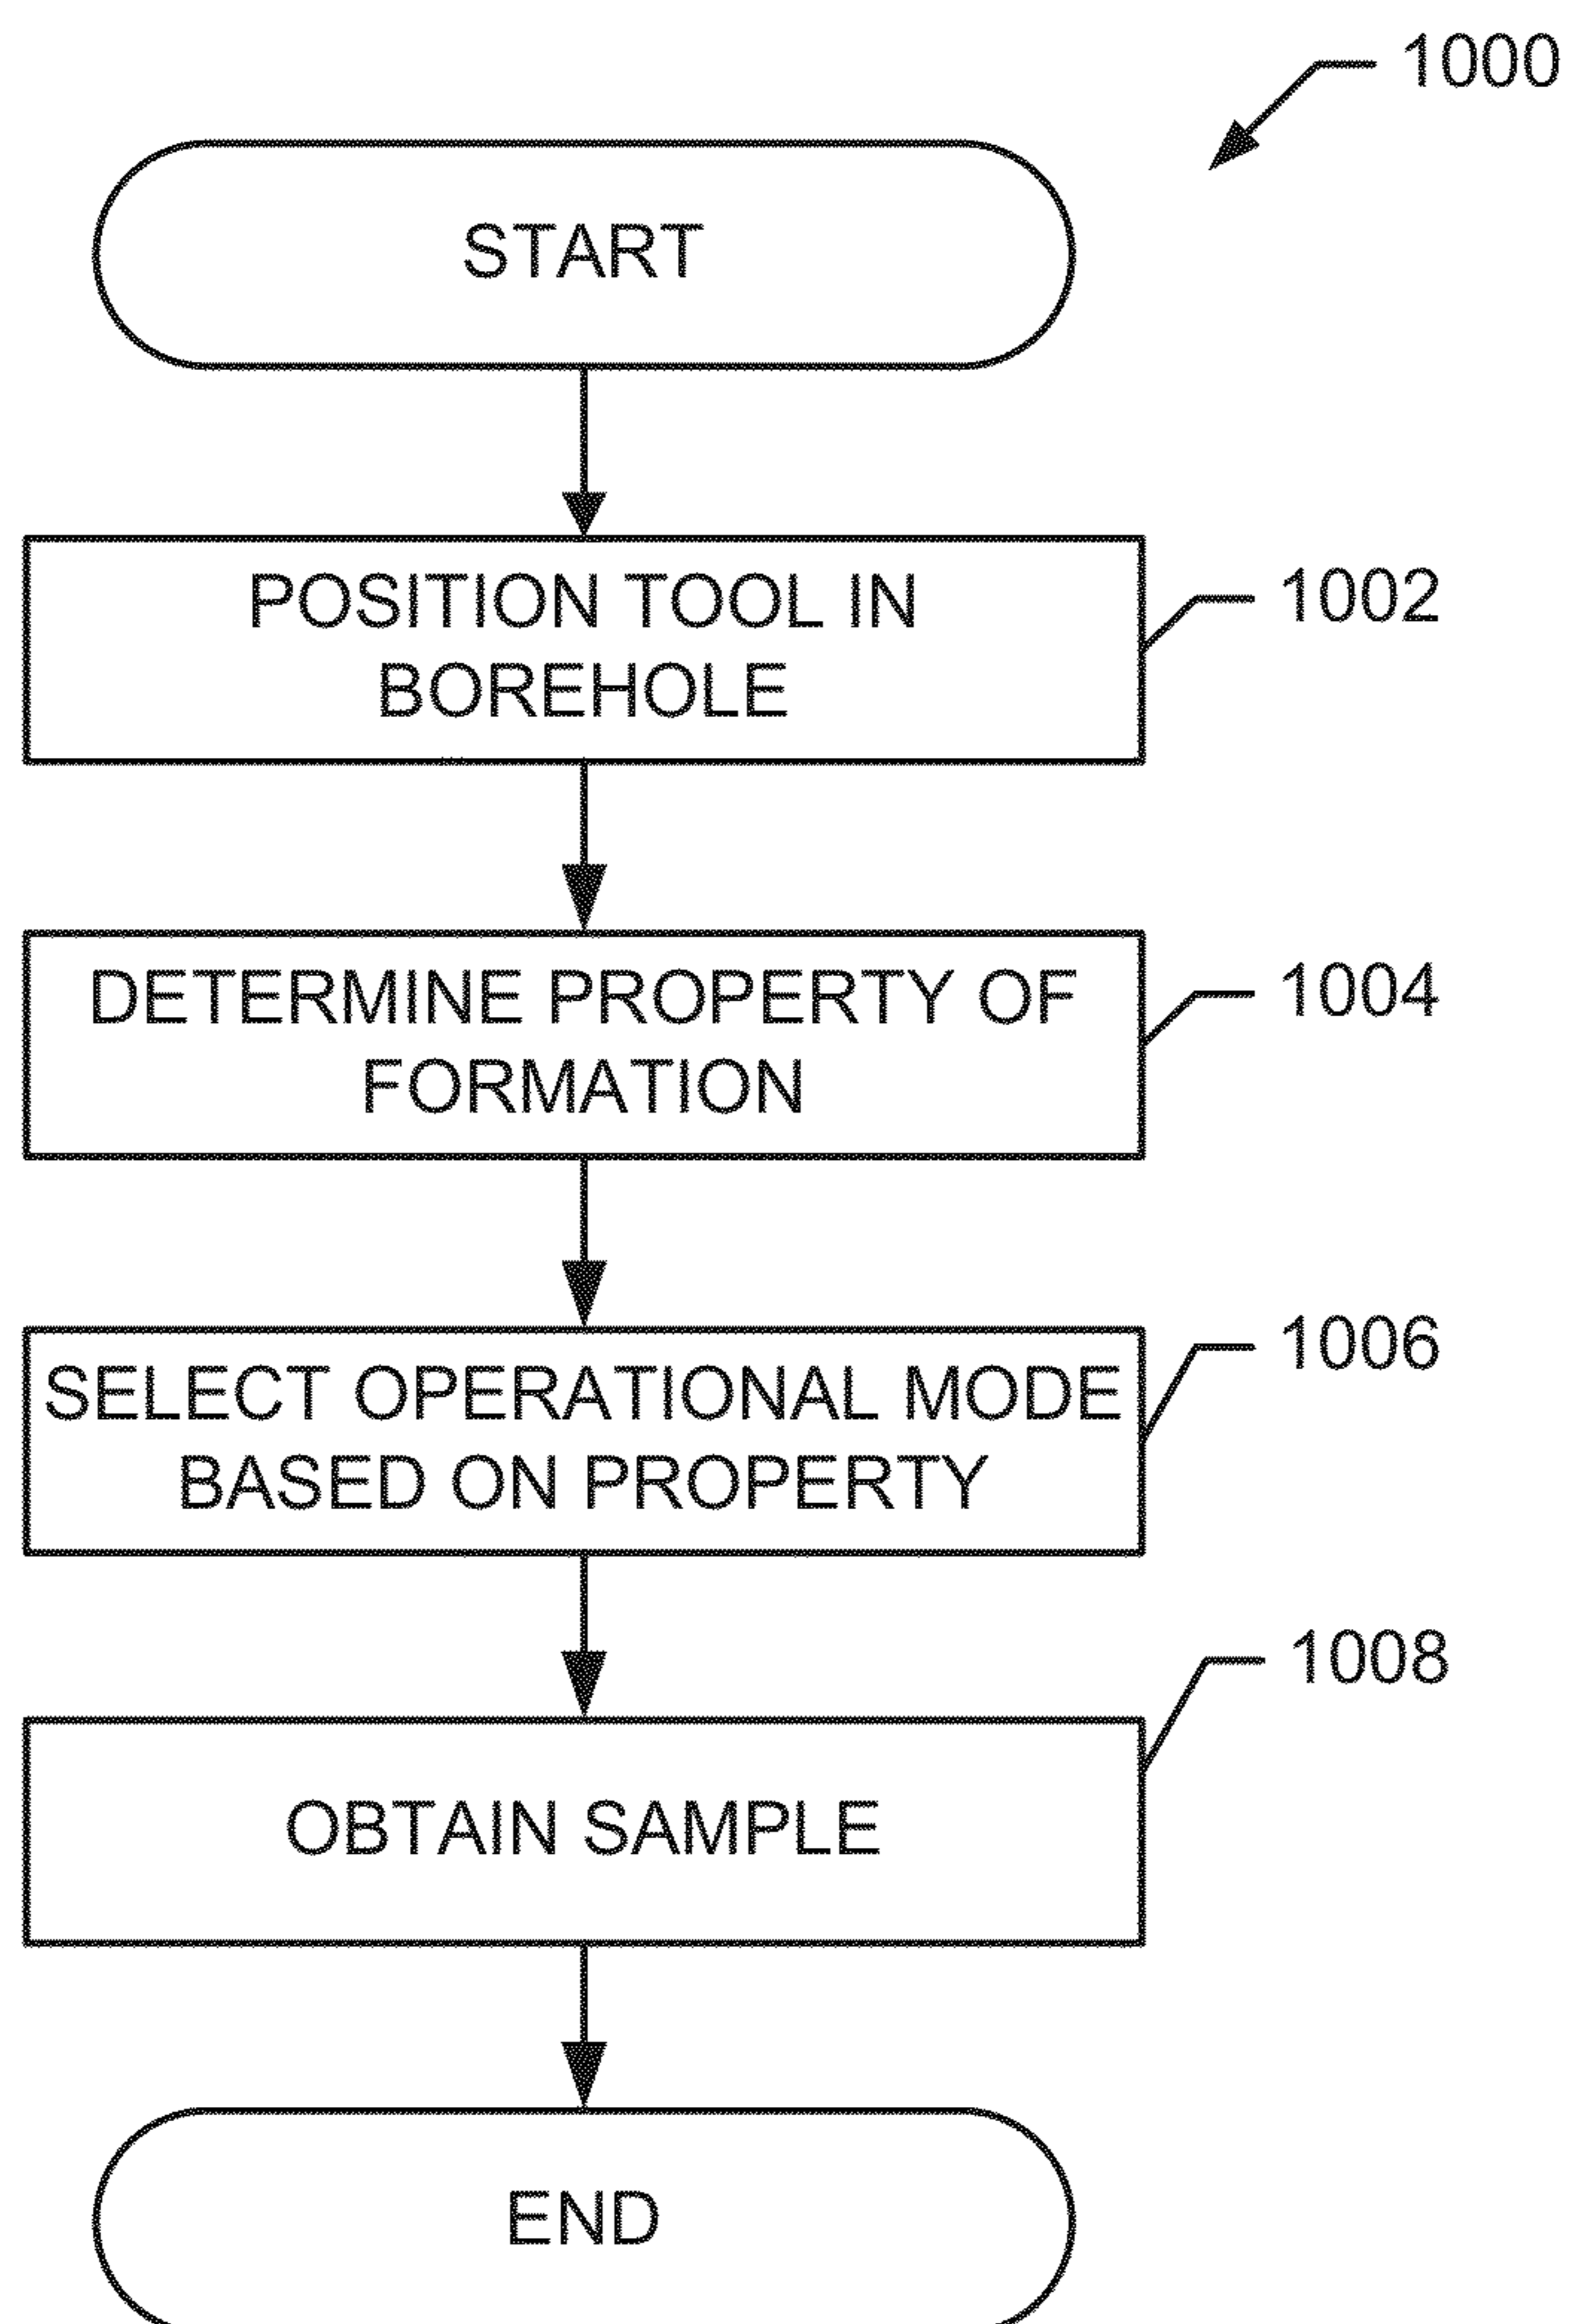 1000
START
POSITION TOOL IN
BOREHOLE
1002
DETERMINE PROPERTY OF
FORMATION
1004
SELECT OPERATIONAL MODE
BASED ON PROPERTY
1006
OBTAIN SAMPLE
1008
END